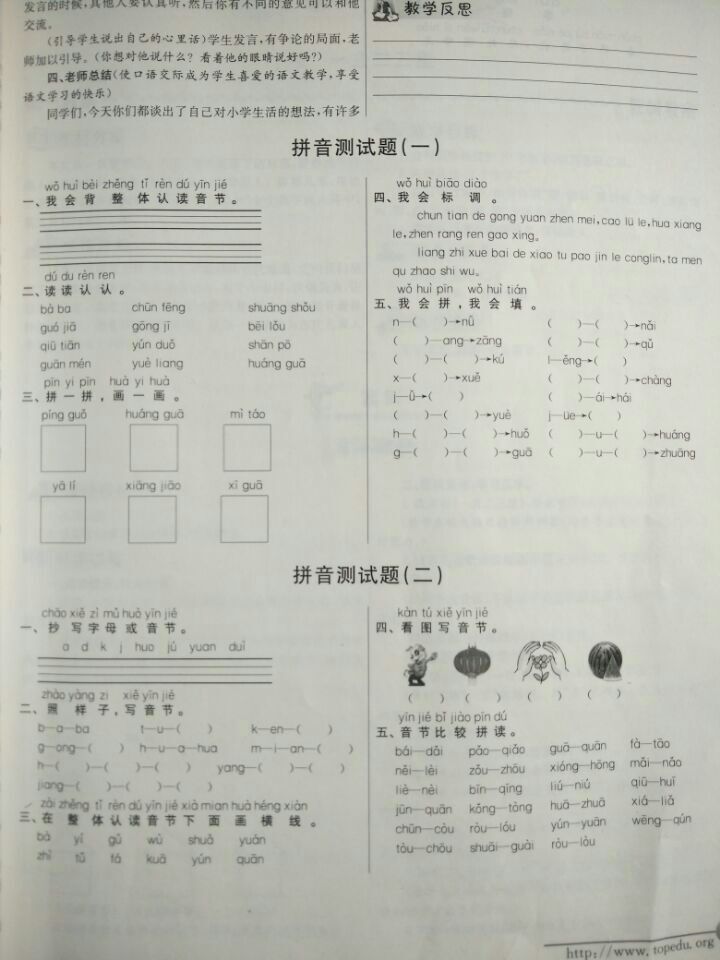 发言的时候,其他人要认真听,然后你有不同的意见可以和他
交流。
(引导学生说出自己的心里话)学生发言,有争论的局面,老
师加以引导。(你想对他说什么?看着他的眼睛说好吗?)
四、老师总结(使口语交际成为学生喜爱的语文教学,享受
语文学习的快乐)
同学们,今天你们都谈出了自己对小学生活的想法,有许多
教学反思
拼音测试题(一)
wǒ huì bèi zhěng tǐ rèn dú yīn jié
一、我会背 整体认读音节。
dú du rèn ren
二、读读认认。
bà ba chūn fēng shuāng shǒu
guó jiā gōng jī bēi lǒu
qiū tiān yún duǒ shān pō
guān mén yuè liang huáng guā
pīn yi pīn huà yi huà
三、拼一拼,画一画。
píng guǒ huáng guā mì táo
yā lí xiāng jiāo xī guā
wǒ huì biāo diào
四、我会标 调。
chun tian de gong yuan zhen mei,cao lü le,hua xiang
le,zhen rang ren gao xing。
liang zhi xue bai de xiao tu pao jin le conglin,ta men
qu zhao shi wu。
wǒ huì pīn wǒ huì tián
五、我会拼,我会填。
n—( )→nǚ ( )—( )→nǎi
( )—ang→zāng ( )—( )→qǔ
( )—( )→kú l—ěng→( )
x—( )→xuě ( )—( )→chàng
j—ǖ→( ) ( )—ái→hái
( )—( )→yuè j—üe→( )
h—( )—( )→huǒ ( )—u—( )→huáng
g—( )—( )→guā ( )—u—( )→zhuāng
拼音测试题(二)
chāo xiě zì mǔ huò yīn jié
一、抄写字母或音节。
a d k j huo jú yuan duì
zhào yàng zi xiě yīn jié
二、照 样子,写音节。
b—a—ba t—u—( ) k—en—( )
g—ong—( ) h—u—a—hua m—i—an—( )
h—( )—( )—( ) yang—( )—( )
jiang—( )—( )—( )
zài zhěng tǐ rèn dú yīn jié xià mian huà héng xiàn
三、在 整体认读音节下面画横线。
bà yí gǔ wù shuǎ yuán
zhǐ tǔ fá kuā yún quān
kàn tú xiě yīn jié
四、看图写音节。
( ) ( ) ( ) ( )
yīn jié bǐ jiào pīn dú
五、音节比较拼读。
bái—dǎi pǎo—qiáo guā—quān fà—tāo
něi—lèi zǒu—zhōu xióng—hōng mǎi—náo
liè—nèi bīn—qīng liú—niú qiū—huī
jūn—quān kǒng—tòng huā—zhuā xiá—liǎ
chūn—còu ròu—lóu yún—yuān wēng—qún
tòu—chōu shuāi—guài ròu—lòu
http://www.topedu.org